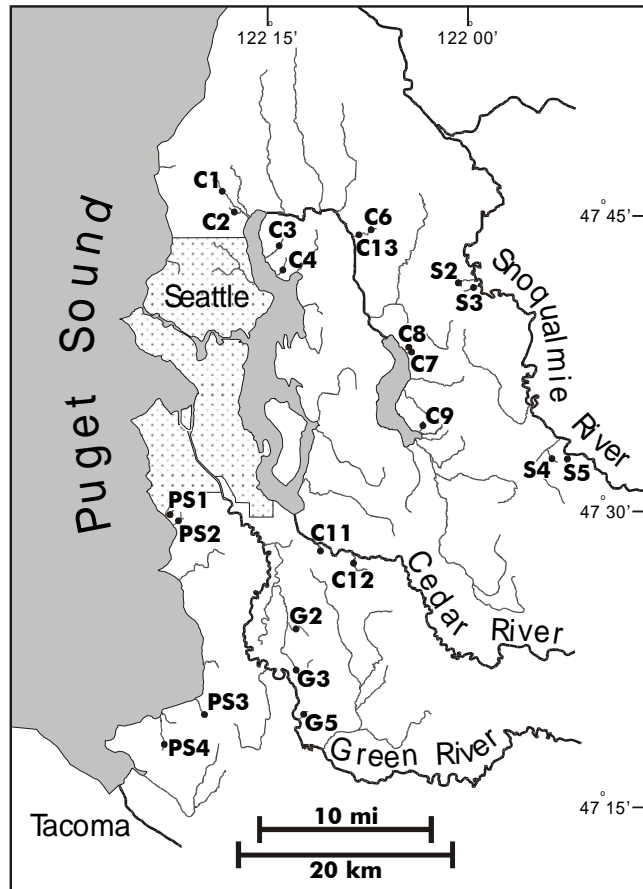 122° 15'
122° 00'
C1
C2
C3
C4
C6
C13
47° 45'
S2
S3
Seattle
Puget Sound
Snoqualmie River
C8
C7
C9
S4
S5
PS1
PS2
47° 30'
C11
C12
Cedar River
G2
G3
PS3
G5
PS4
Green River
47° 15'
Tacoma
10 mi
20 km